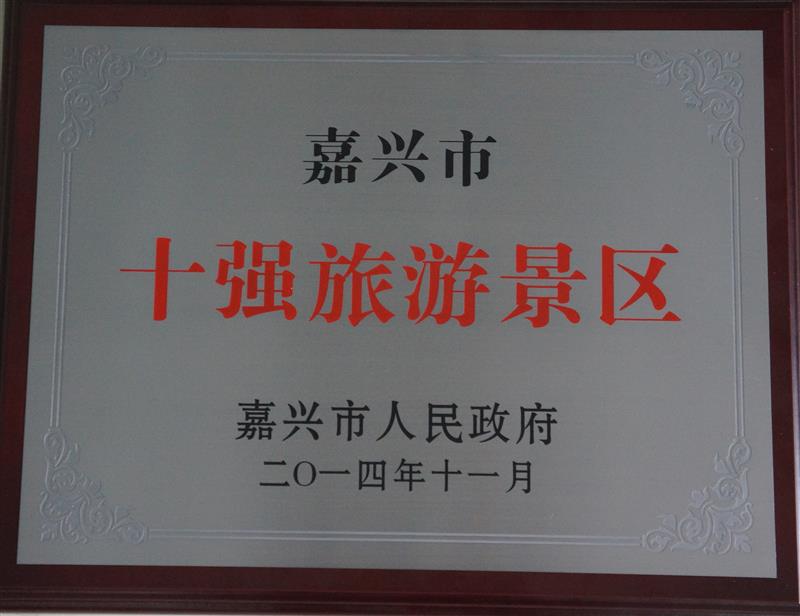 嘉兴市
十强旅游景区
嘉兴市人民政府
二〇一四年十一月